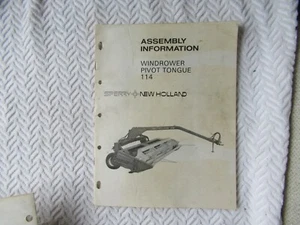 ASSEMBLY
INFORMATION
WINDROWER
PIVOT TONGUE
114
SPERRY NEW HOLLAND